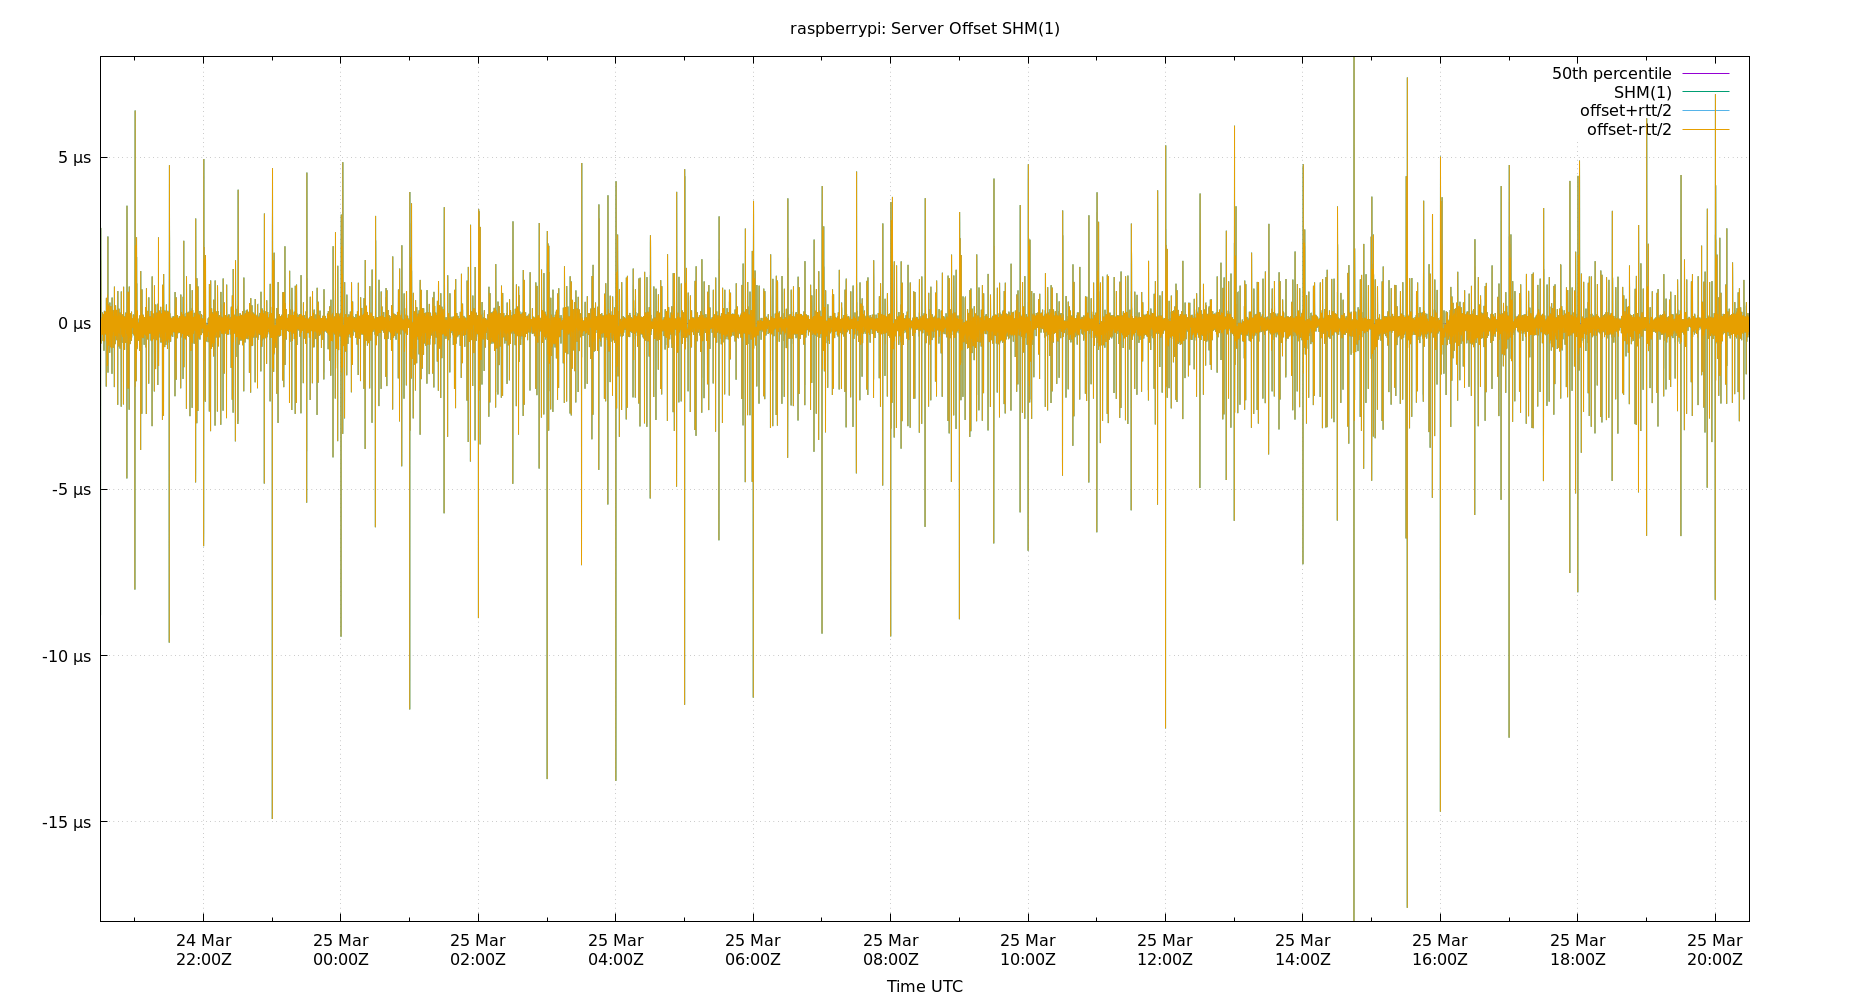 raspberrypi: Server Offset SHM(1)
50th percentile
SHM(1)
offset+rtt/2
offset-rtt/2
5 µs
0 µs
-5 µs
-10 µs
-15 µs
24 Mar 25 Mar 25 Mar 25 Mar 25 Mar 25 Mar 25 Mar 25 Mar 25 Mar 25 Mar 25 Mar 25 Mar
22:00Z 00:00Z 02:00Z 04:00Z 06:00Z 08:00Z 10:00Z 12:00Z 14:00Z 16:00Z 18:00Z 20:00Z
Time UTC